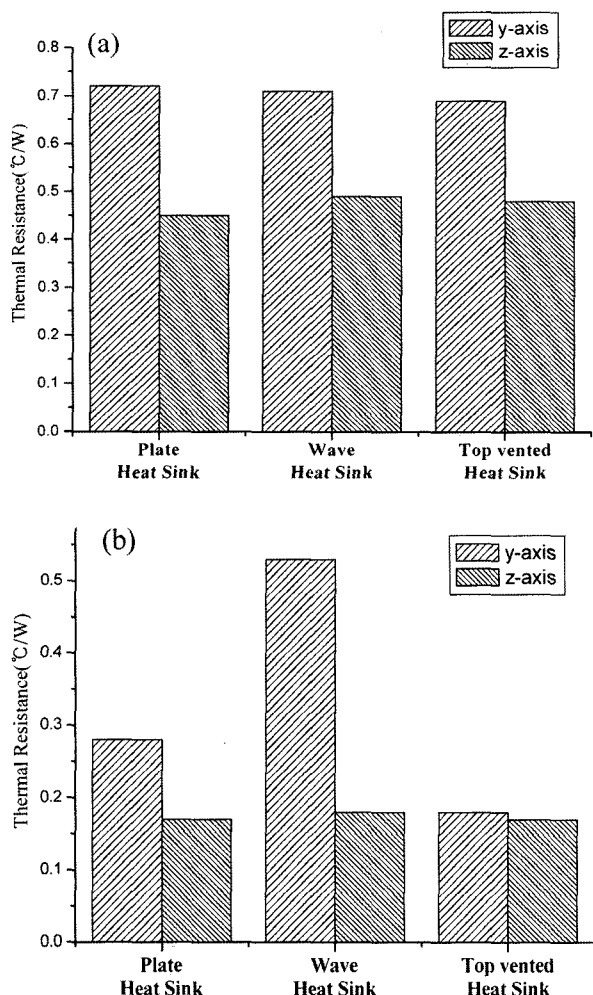 (a)
y-axis
z-axis
Thermal Resistance(℃/W)
0.8
0.7
0.6
0.5
0.4
0.3
0.2
0.1
0.0
Plate
Heat Sink
Wave
Heat Sink
Top vented
Heat Sink
(b)
y-axis
z-axis
Thermal Resistance(℃/W)
0.5
0.4
0.3
0.2
0.1
0.0
Plate
Heat Sink
Wave
Heat Sink
Top vented
Heat Sink